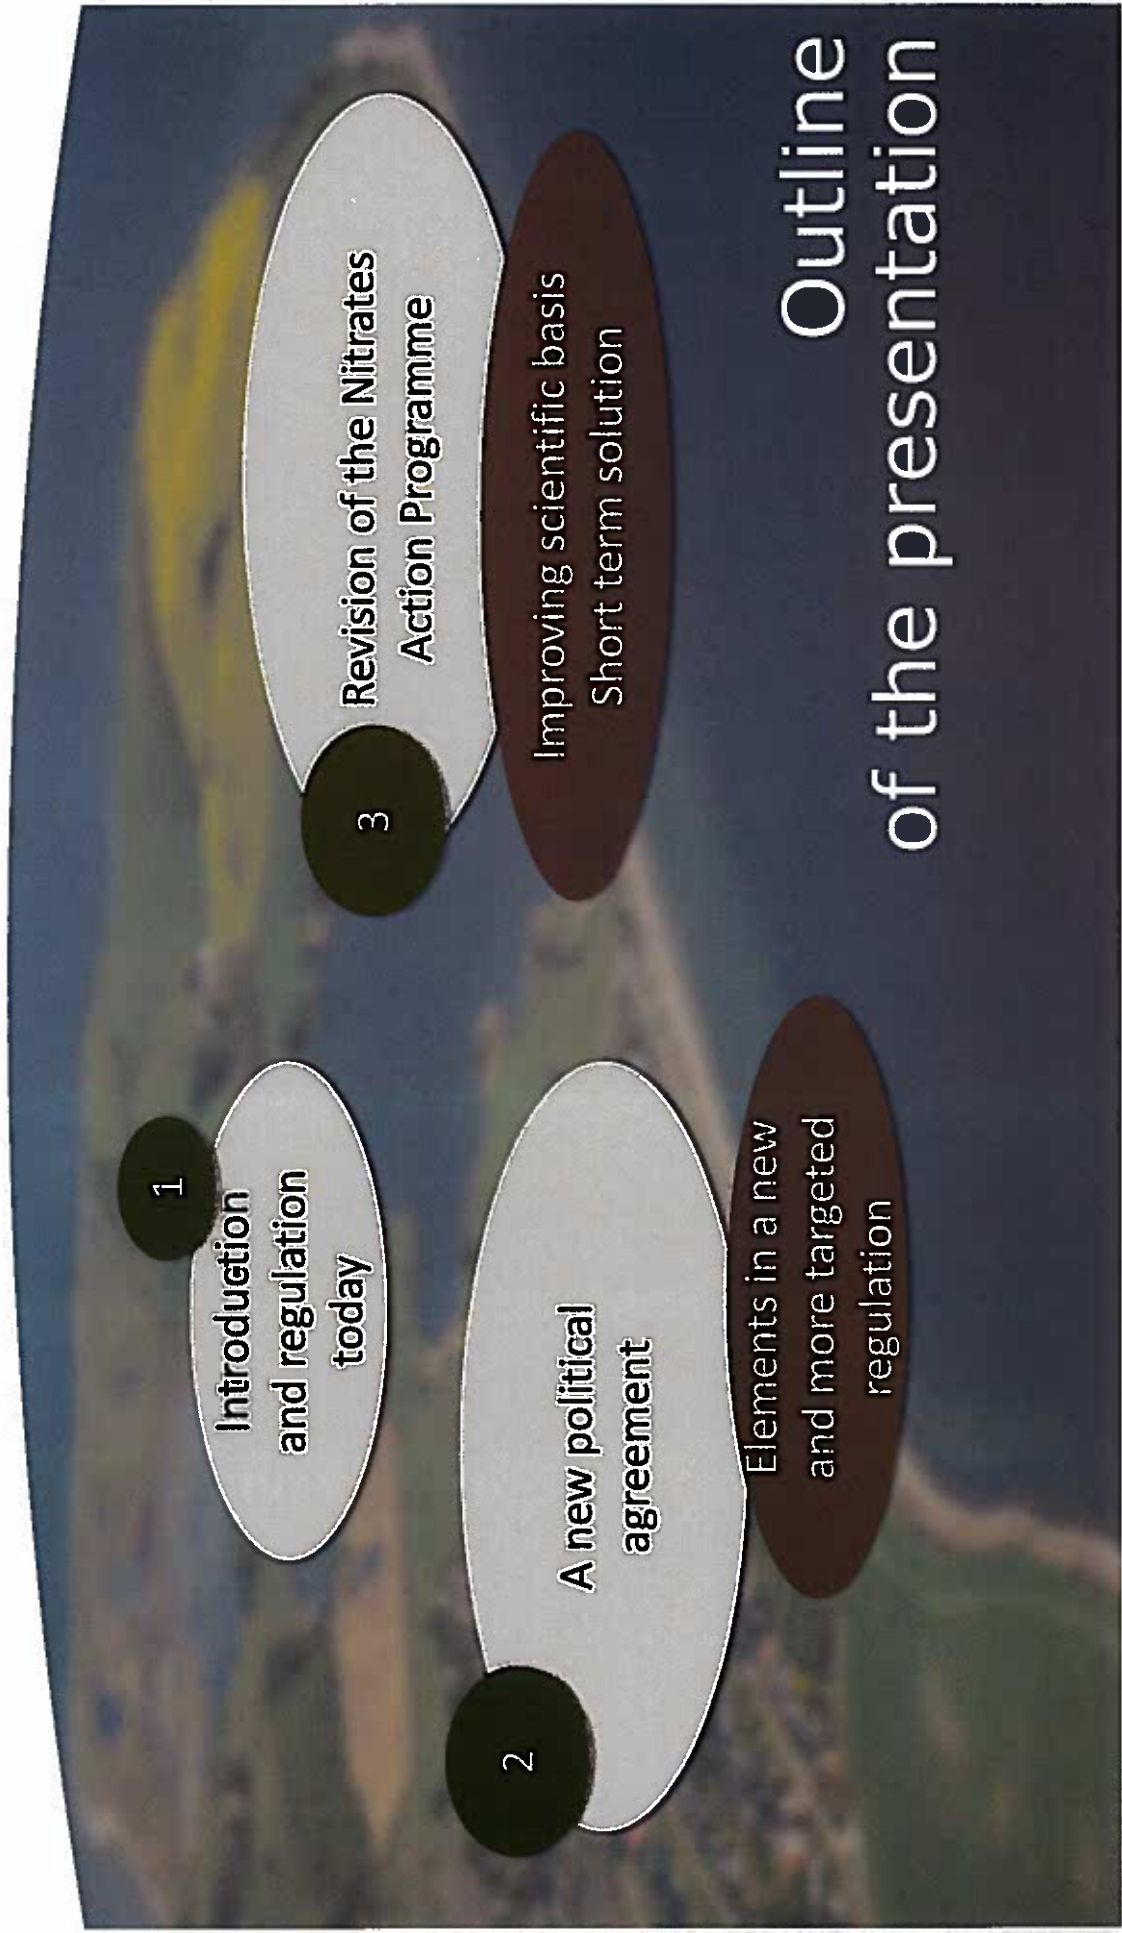 1
Introduction
and regulation
today
2
A new political
agreement
Elements in a new
and more targeted
regulation
3
Revision of the Nitrates
Action Programme
Improving scientific basis
Short term solution
Outline
of the presentation